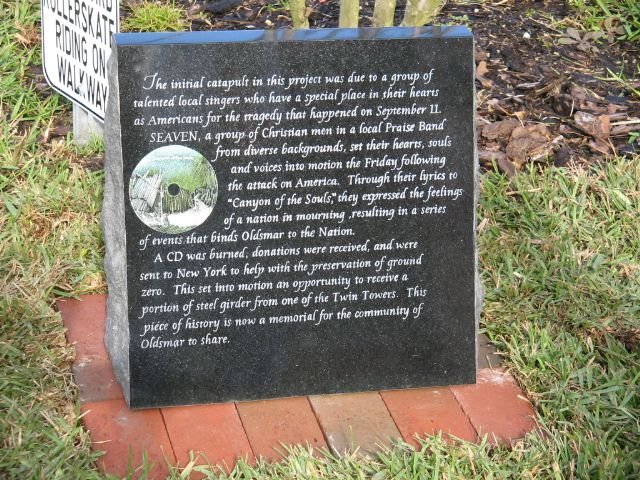 ROLLERSKATE
RIDING ON
WALKWAY
The initial catapult in this project was due to a group of
talented local singers who have a special place in their hearts
as Americans for the tragedy that happened on September 11.
SEAVEN, a group of Christian men in a local Praise Band
from diverse backgrounds, set their hearts, souls
and voices into motion the Friday following
the attack on America. Through their lyrics to
"Canyon of the Souls," they expressed the feelings
of a nation in mourning ,resulting in a series
of events that binds Oldsmar to the Nation.
A CD was burned, donations were received, and were
sent to New York to help with the preservation of ground
zero. This set into motion an opportunity to receive a
portion of steel girder from one of the Twin Towers. This
piece of history is now a memorial for the community of
Oldsmar to share.